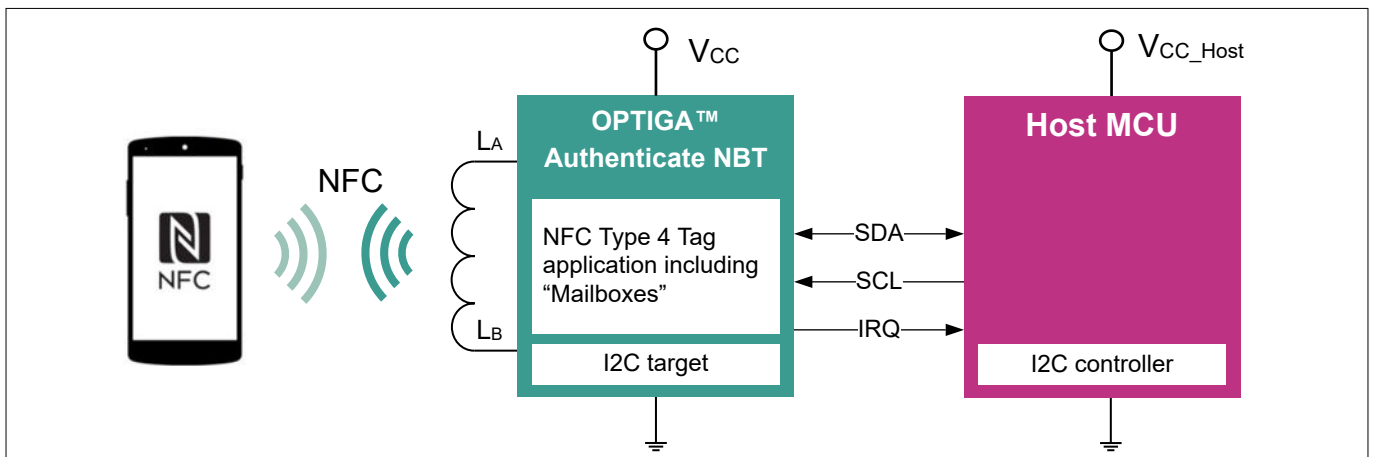 NFC
NFC
LA
LB
VCC
OPTIGA™
Authenticate NBT
NFC Type 4 Tag
application including
“Mailboxes”
I2C target
SDA
SCL
IRQ
VCC_Host
Host MCU
I2C controller